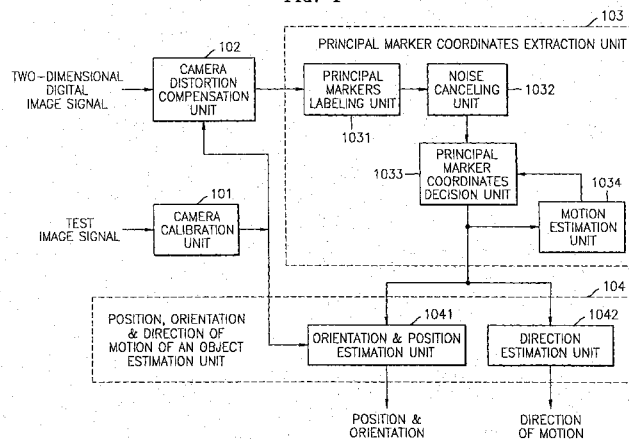 103
PRINCIPAL MARKER COORDINATES EXTRACTION UNIT
102
TWO-DIMENSIONAL
DIGITAL
IMAGE SIGNAL
CAMERA
DISTORTION
COMPENSATION
UNIT
PRINCIPAL
MARKERS
LABELING UNIT
1031
NOISE
CANCELING
UNIT
1032
1033
PRINCIPAL
MARKER
COORDINATES
DECISION UNIT
1034
MOTION
ESTIMATION
UNIT
101
TEST
IMAGE SIGNAL
CAMERA
CALIBRATION
UNIT
104
POSITION, ORIENTATION
& DIRECTION OF
MOTION OF AN OBJECT
ESTIMATION UNIT
1041
ORIENTATION & POSITION
ESTIMATION UNIT
1042
DIRECTION
ESTIMATION UNIT
POSITION &
ORIENTATION
DIRECTION
OF MOTION